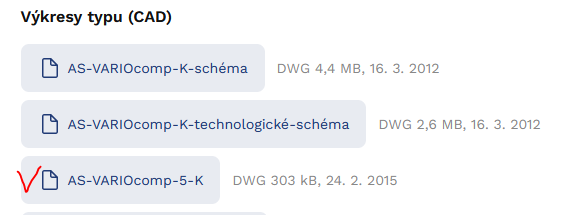 Výkresy typu (CAD)
AS-VARIOcomp-K-schéma DWG 4,4 MB, 16. 3. 2012
AS-VARIOcomp-K-technologické-schéma DWG 2,6 MB, 16. 3. 2012
AS-VARIOcomp-5-K DWG 303 kB, 24. 2. 2015